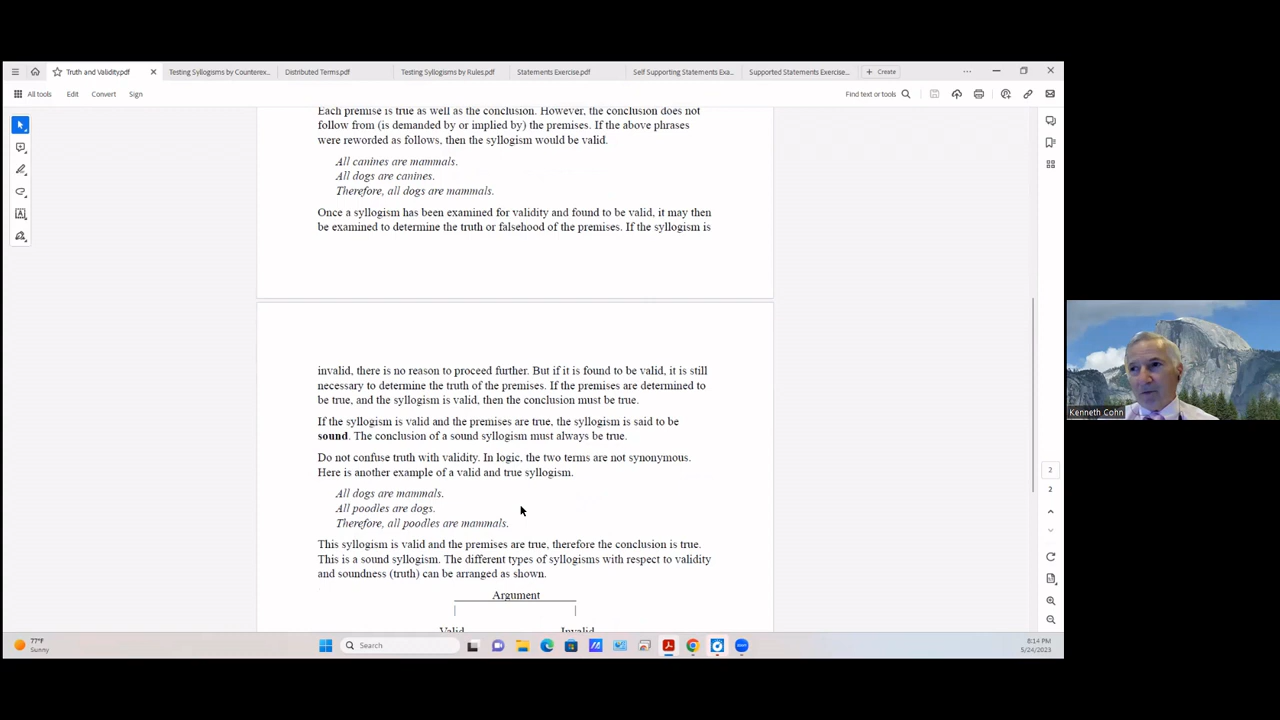 Truth and Validity.pdf
Testing Syllogisms by Counterex...
Distributed Terms.pdf
Testing Syllogisms by Rules.pdf
Statements Exercise.pdf
Self Supporting Statements Exa...
Supported Statements Exercise...
Create
All tools
Edit
Convert
Sign
Find text or tools
Each premise is true as well as the conclusion. However, the conclusion does not
follow from (is demanded by or implied by) the premises. If the above phrases
were reworded as follows, then the syllogism would be valid.
All canines are mammals.
All dogs are canines.
Therefore, all dogs are mammals.
Once a syllogism has been examined for validity and found to be valid, it may then
be examined to determine the truth or falsehood of the premises. If the syllogism is
invalid, there is no reason to proceed further. But if it is found to be valid, it is still
necessary to determine the truth of the premises. If the premises are determined to
be true, and the syllogism is valid, then the conclusion must be true.
If the syllogism is valid and the premises are true, the syllogism is said to be
sound. The conclusion of a sound syllogism must always be true.
Do not confuse truth with validity. In logic, the two terms are not synonymous.
Here is another example of a valid and true syllogism.
All dogs are mammals.
All poodles are dogs.
Therefore, all poodles are mammals.
This syllogism is valid and the premises are true, therefore the conclusion is true.
This is a sound syllogism. The different types of syllogisms with respect to validity
and soundness (truth) can be arranged as shown.
Argument
Valid
Invalid
Kenneth Cohn
2
2
77°F
Sunny
Search
8:14 PM
5/24/2023